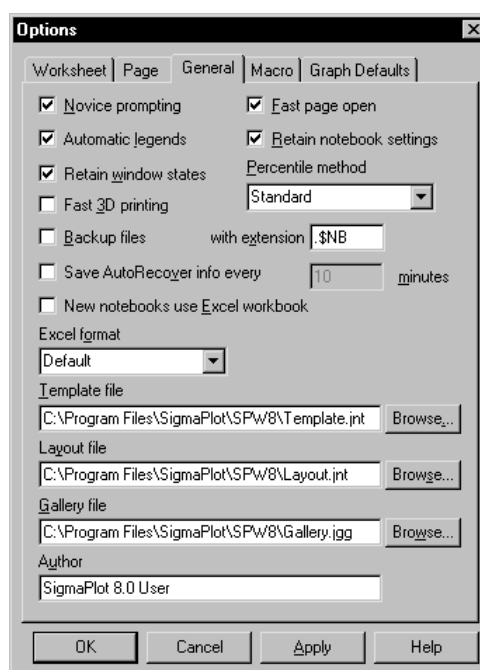 Options
Worksheet Page General Macro Graph Defaults
Novice prompting Fast page open
Automatic legends Retain notebook settings
Retain window states Percentile method
Fast 3D printing Standard
Backup files with extension .$NB
Save AutoRecover info every 10 minutes
New notebooks use Excel workbook
Excel format
Default
Template file
C:\Program Files\SigmaPlot\SPW8\Template.jnt Browse...
Layout file
C:\Program Files\SigmaPlot\SPW8\Layout.jnt Browse...
Gallery file
C:\Program Files\SigmaPlot\SPW8\Gallery.jgg Browse...
Author
SigmaPlot 8.0 User
OK Cancel Apply Help